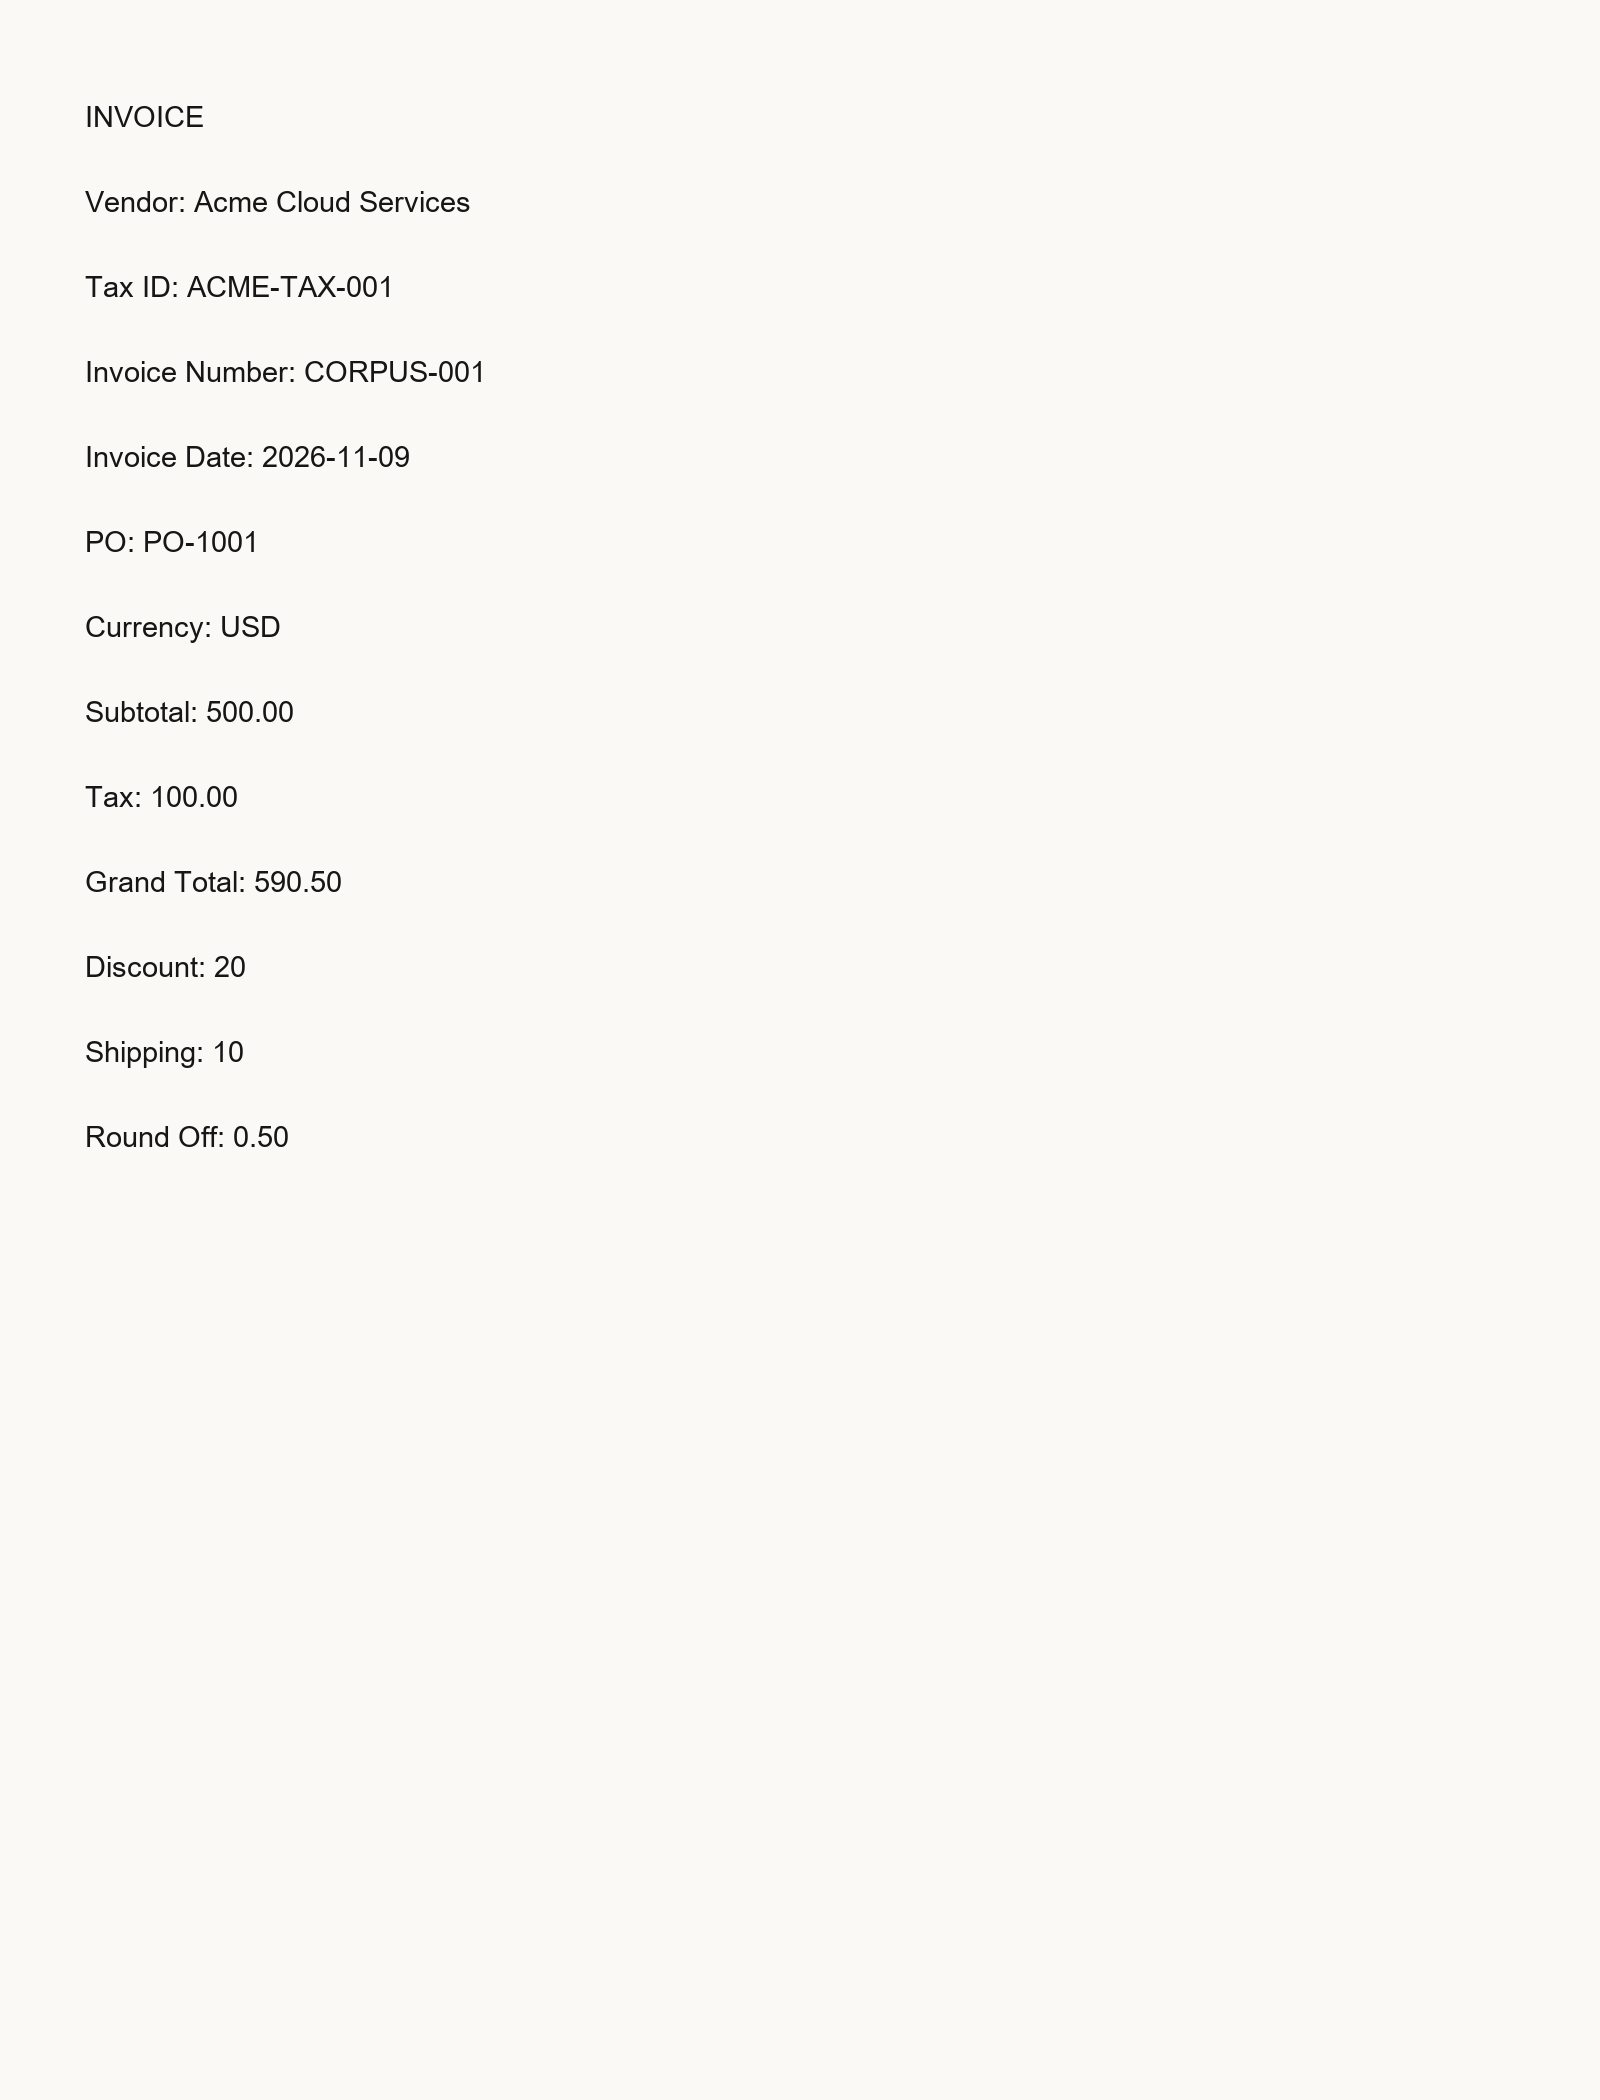 INVOICE
Vendor: Acme Cloud Services
Tax ID: ACME-TAX-001
Invoice Number: CORPUS-001
Invoice Date: 2026-11-09
PO: PO-1001
Currency: USD
Subtotal: 500.00
Tax: 100.00
Grand Total: 590.50
Discount: 20
Shipping: 10
Round Off: 0.50